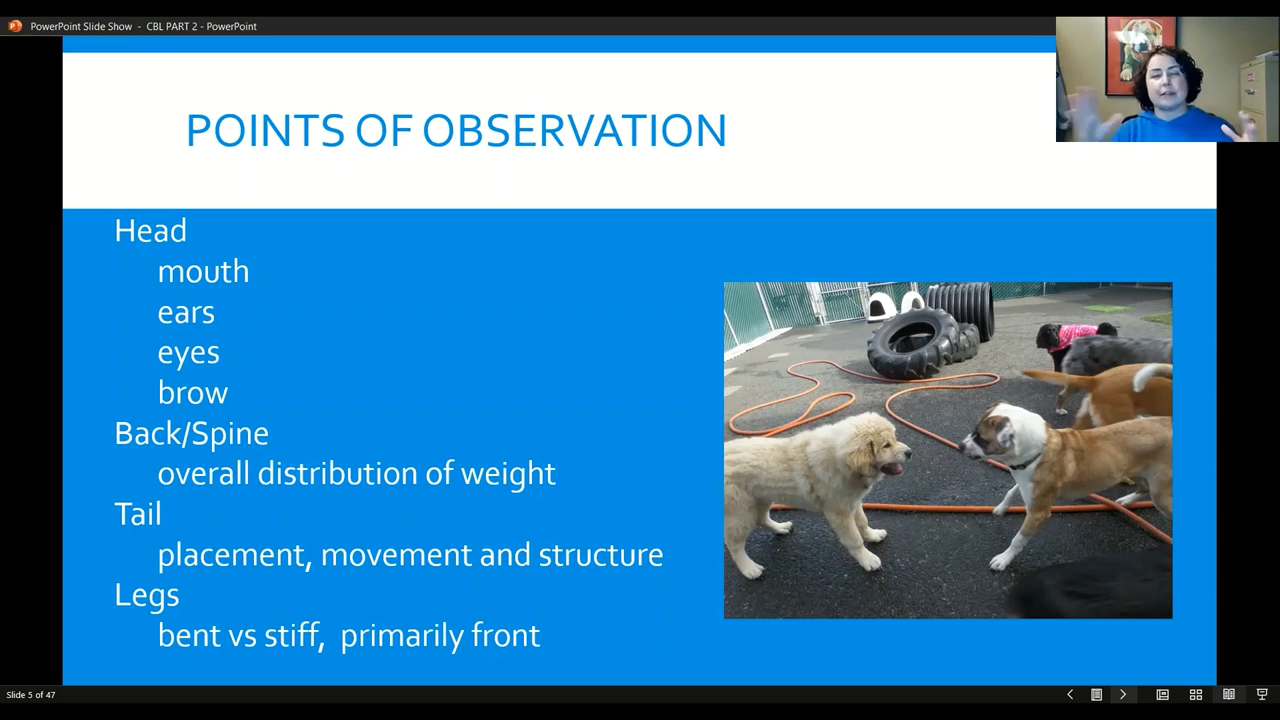 PowerPoint Slide Show - CBL PART 2 - PowerPoint
POINTS OF OBSERVATION
Head
mouth
ears
eyes
brow
Back/Spine
overall distribution of weight
Tail
placement, movement and structure
Legs
bent vs stiff, primarily front
Slide 5 of 47